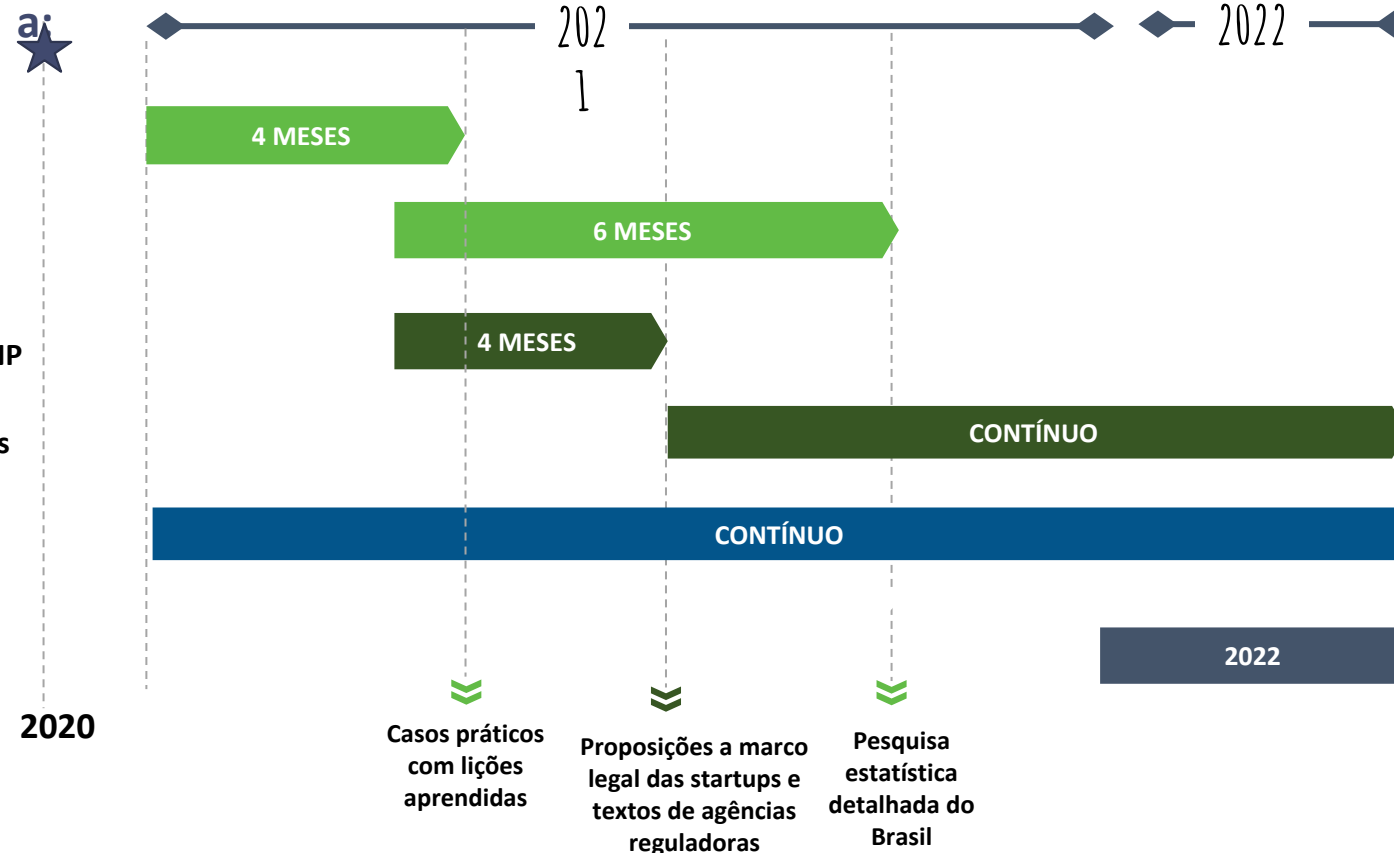 a:
202
1
2022
4 MESES
6 MESES
4 MESES
CONTÍNUO
CONTÍNUO
2022
2020
Casos práticos
com lições
aprendidas
Proposições a marco
legal das startups e
textos de agências
reguladoras
Pesquisa
estatística
detalhada do
Brasil